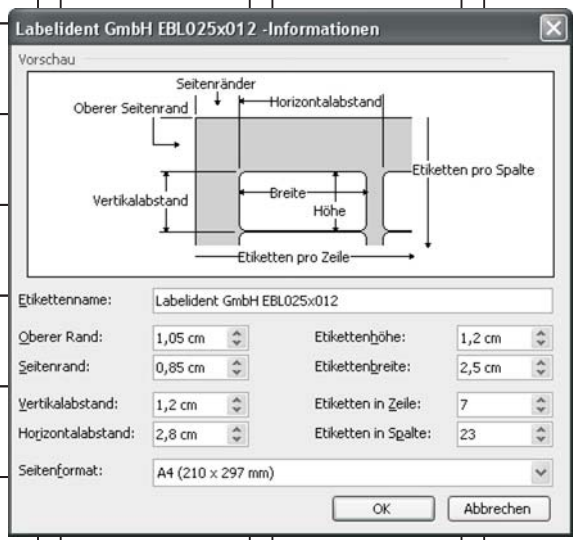 Labelident GmbH EBL025x012 -Informationen
Vorschau
Seitenränder
Oberer Seitenrand
Horizontalabstand
Etiketten pro Spalte
Vertikalabstand
Breite
Höhe
Etiketten pro Zeile
Etikettenname: Labelident GmbH EBL025x012
Oberer Rand: 1,05 cm Etikettenhöhe: 1,2 cm
Seitenrand: 0,85 cm Etikettenbreite: 2,5 cm
Vertikalabstand: 1,2 cm Etiketten in Zeile: 7
Horizontalabstand: 2,8 cm Etiketten in Spalte: 23
Seitenformat: A4 (210 x 297 mm)
OK Abbrechen